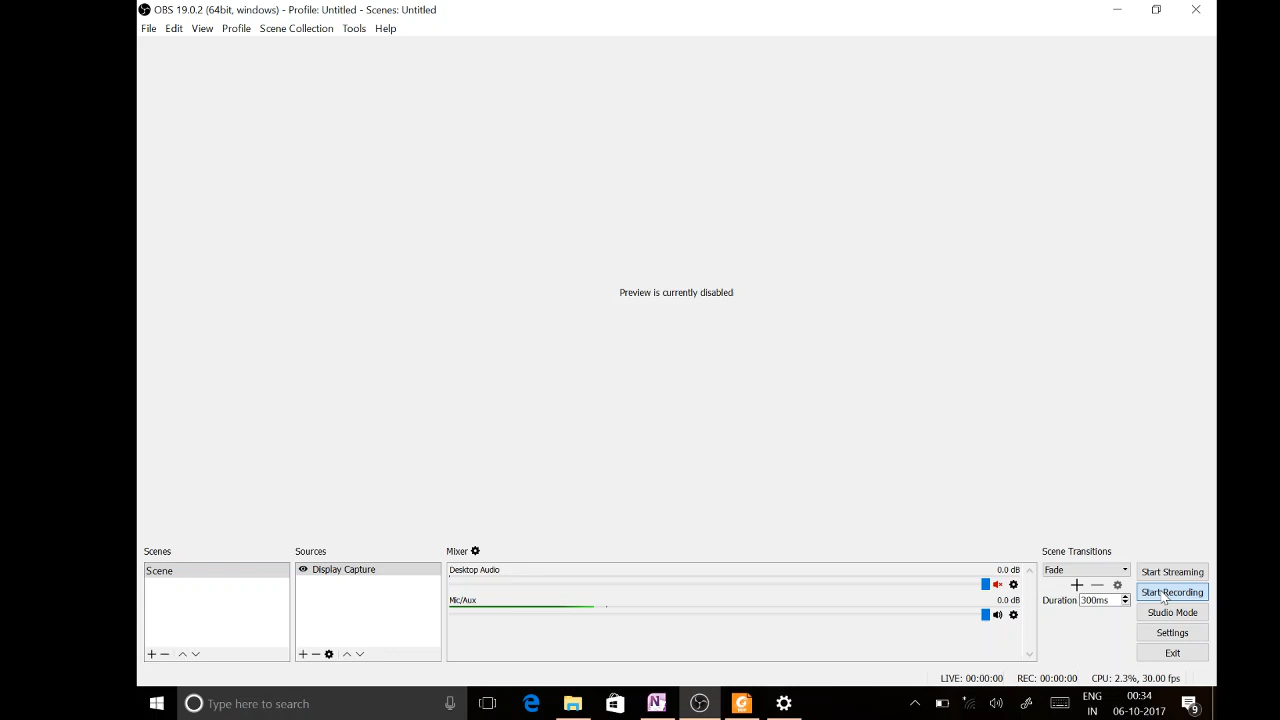 OBS 19.0.2 (64bit, windows) - Profile: Untitled - Scenes: Untitled
File Edit View Profile Scene Collection Tools Help
Preview is currently disabled
Scenes
Scene
Sources
Display Capture
Mixer
Desktop Audio 0.0 dB
Mic/Aux 0.0 dB
Scene Transitions
Fade
Duration 300ms
Start Streaming
Start Recording
Studio Mode
Settings
Exit
LIVE: 00:00:00 REC: 00:00:00 CPU: 2.3%, 30.00 fps
Type here to search
ENG
IN
00:34
06-10-2017
9